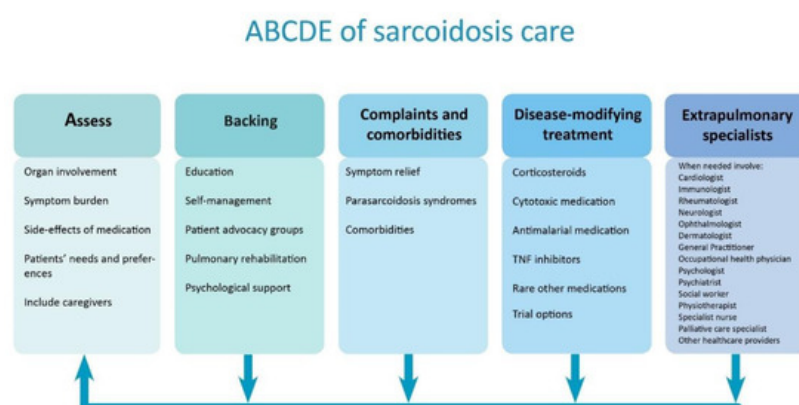 ABCDE of sarcoidosis care
Assess
Organ involvement
Symptom burden
Side-effects of medication
Patients' needs and prefer-
ences
Include caregivers
Backing
Education
Self-management
Patient advocacy groups
Pulmonary rehabilitation
Psychological support
Complaints and
comorbidities
Symptom relief
Parasarcoidosis syndromes
Comorbidities
Disease-modifying
treatment
Corticosteroids
Cytotoxic medication
Antimalarial medication
TNF inhibitors
Rare other medications
Trial options
Extrapulmonary
specialists
When needed involve:
Cardiologist
Immunologist
Rheumatologist
Neurologist
Ophthalmologist
Dermatologist
General Practitioner
Occupational health physician
Psychologist
Psychiatrist
Social worker
Physiotherapist
Specialist nurse
Palliative care specialist
Other healthcare providers